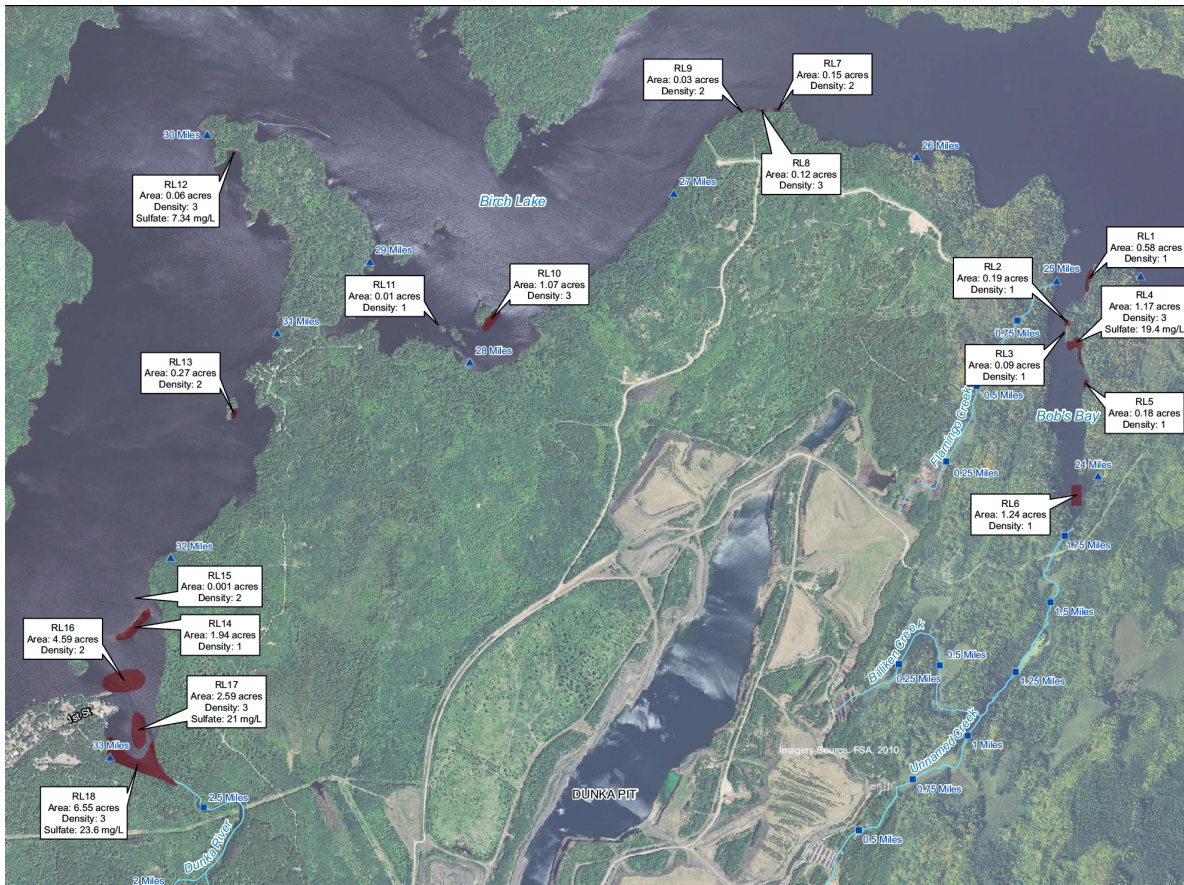 RL9
Area: 0.03 acres
Density: 2
RL7
Area: 0.15 acres
Density: 2
30 Miles
RL8
Area: 0.12 acres
Density: 3
26 Miles
RL12
Area: 0.06 acres
Density: 3
Sulfate: 7.34 mg/L
27 Miles
Birch Lake
29 Miles
RL1
Area: 0.58 acres
Density: 1
RL2
Area: 0.19 acres
Density: 1
25 Miles
RL11
Area: 0.01 acres
Density: 1
RL10
Area: 1.07 acres
Density: 3
RL4
Area: 1.17 acres
Density: 3
Sulfate: 19.4 mg/L
31 Miles
0.75 Miles
RL3
Area: 0.09 acres
Density: 1
28 Miles
RL13
Area: 0.27 acres
Density: 2
0.5 Miles
RL5
Area: 0.18 acres
Density: 1
Bob's Bay
Flamingo Creek
0.25 Miles
24 Miles
RL6
Area: 1.24 acres
Density: 1
1.75 Miles
32 Miles
RL15
Area: 0.001 acres
Density: 2
1.5 Miles
RL14
Area: 1.94 acres
Density: 1
RL16
Area: 4.59 acres
Density: 2
Billiken Creek
0.5 Miles
0.25 Miles
1.25 Miles
RL17
Area: 2.59 acres
Density: 3
Sulfate: 21 mg/L
1st St
33 Miles
Unnamed Creek
1 Miles
Imagery Source: FSA, 2010
0.75 Miles
DUNKA PIT
RL18
Area: 6.55 acres
Density: 3
Sulfate: 23.6 mg/L
2.5 Miles
0.5 Miles
Dunka River
2 Miles